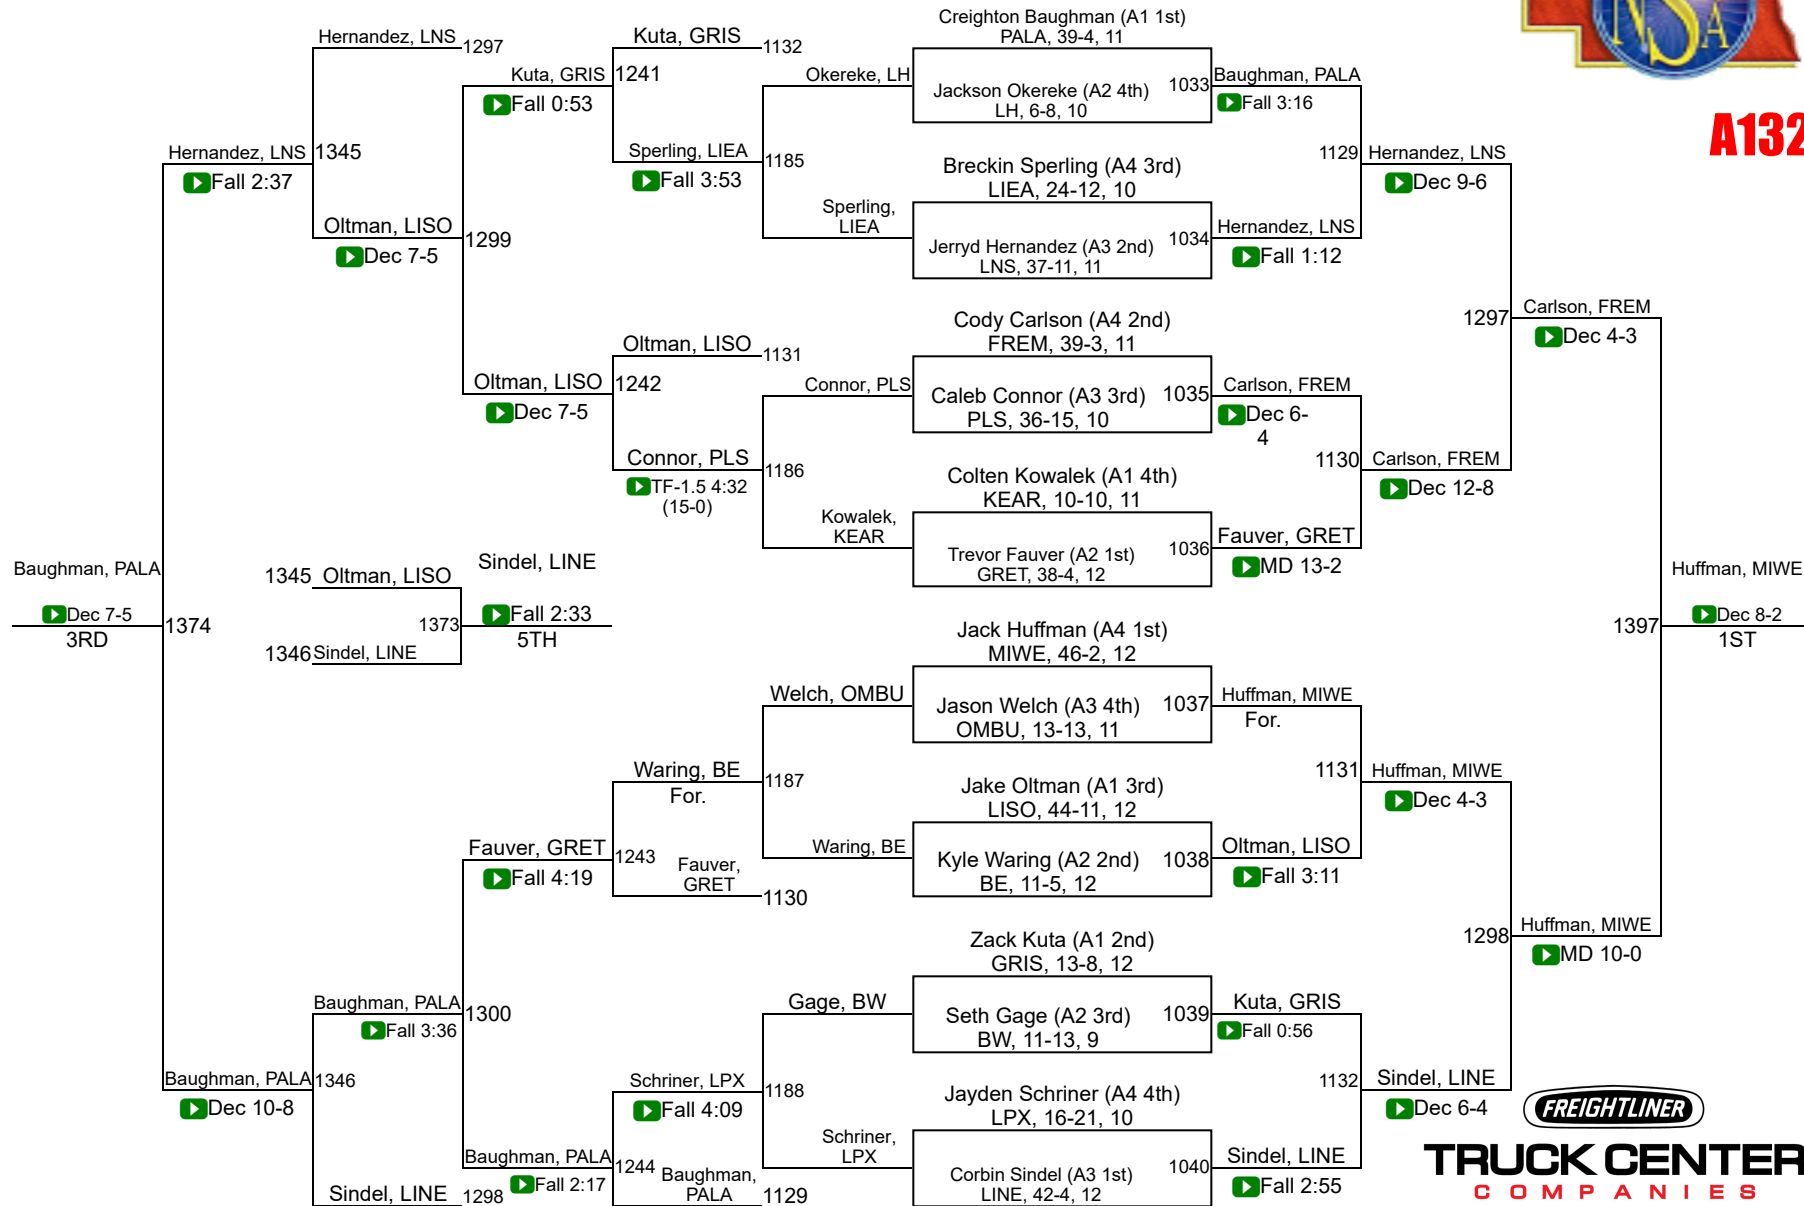 Hernandez, LNS
1297
Kuta, GRIS
Fall 0:53
1241
Kuta, GRIS
1132
Okereke, LH
Sperling, LIEA
Fall 3:53
1185
Sperling,
LIEA
Hernandez, LNS
Fall 2:37
1345
Oltman, LISO
Dec 7-5
1299
Oltman, LISO
Dec 7-5
1242
Oltman, LISO
1131
Connor, PLS
Connor, PLS
TF-1.5 4:32
(15-0)
1186
Kowalek,
KEAR
Baughman, PALA
Dec 7-5
3RD
1374
1345 Oltman, LISO
1346 Sindel, LINE
1373
Sindel, LINE
Fall 2:33
5TH
Welch, OMBU
Waring, BE
For.
1187
Waring, BE
Fauver, GRET
Fall 4:19
1243
Fauver,
GRET
1130
Baughman, PALA
Fall 3:36
1300
Gage, BW
Schriner, LPX
Fall 4:09
1188
Schriner,
LPX
Baughman, PALA
Dec 10-8
1346
Baughman, PALA
Fall 2:17
1244
Baughman,
PALA
1129
Sindel, LINE
1298
Creighton Baughman (A1 1st)
PALA, 39-4, 11
Jackson Okereke (A2 4th)
LH, 6-8, 10
1033
Baughman, PALA
Fall 3:16
Breckin Sperling (A4 3rd)
LIEA, 24-12, 10
Jerryd Hernandez (A3 2nd)
LNS, 37-11, 11
1034
Hernandez, LNS
Fall 1:12
1129
Hernandez, LNS
Dec 9-6
Cody Carlson (A4 2nd)
FREM, 39-3, 11
Caleb Connor (A3 3rd)
PLS, 36-15, 10
1035
Carlson, FREM
Dec 6-
4
Colten Kowalek (A1 4th)
KEAR, 10-10, 11
Trevor Fauver (A2 1st)
GRET, 38-4, 12
1036
Fauver, GRET
MD 13-2
1130
Carlson, FREM
Dec 12-8
1297
Carlson, FREM
Dec 4-3
Jack Huffman (A4 1st)
MIWE, 46-2, 12
Jason Welch (A3 4th)
OMBU, 13-13, 11
1037
Huffman, MIWE
For.
Jake Oltman (A1 3rd)
LISO, 44-11, 12
Kyle Waring (A2 2nd)
BE, 11-5, 12
1038
Oltman, LISO
Fall 3:11
1131
Huffman, MIWE
Dec 4-3
Zack Kuta (A1 2nd)
GRIS, 13-8, 12
Seth Gage (A2 3rd)
BW, 11-13, 9
1039
Kuta, GRIS
Fall 0:56
Jayden Schriner (A4 4th)
LPX, 16-21, 10
Corbin Sindel (A3 1st)
LINE, 42-4, 12
1040
Sindel, LINE
Fall 2:55
1132
Sindel, LINE
Dec 6-4
1298
Huffman, MIWE
MD 10-0
1397
Huffman, MIWE
Dec 8-2
1ST
NSA
A132
FREIGHTLINER
TRUCK CENTER
COMPANIES